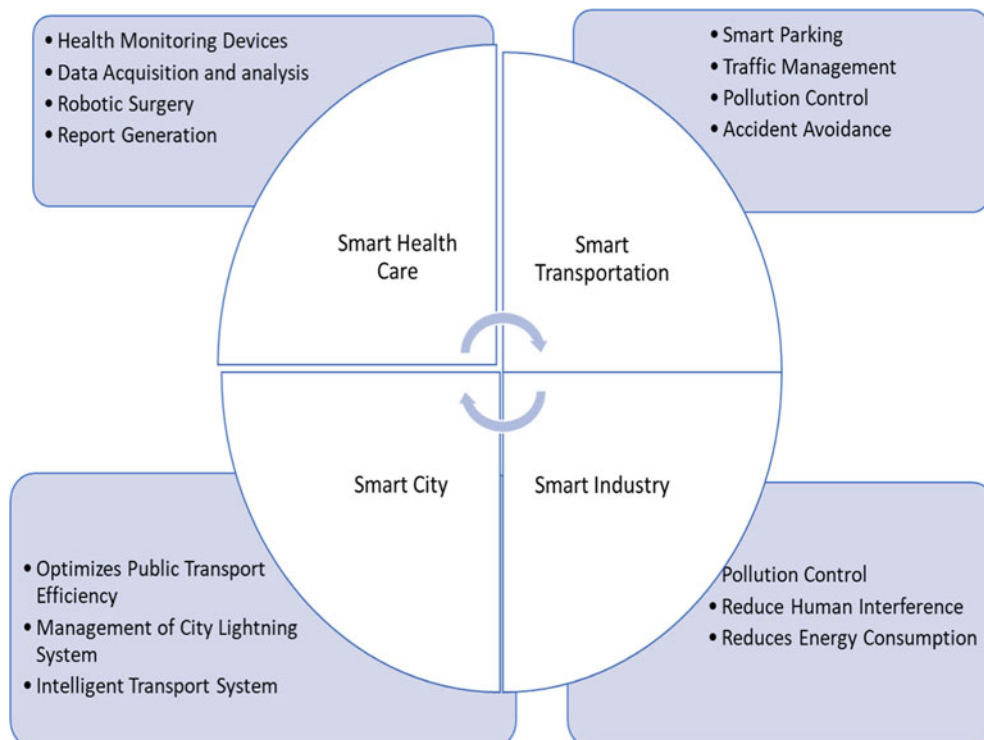 • Health Monitoring Devices
• Data Acquisition and analysis
• Robotic Surgery
• Report Generation
• Smart Parking
• Traffic Management
• Pollution Control
• Accident Avoidance
Smart Health
Care
Smart
Transportation
Smart City
Smart Industry
• Optimizes Public Transport
Efficiency
• Management of City Lightning
System
• Intelligent Transport System
Pollution Control
• Reduce Human Interference
• Reduces Energy Consumption